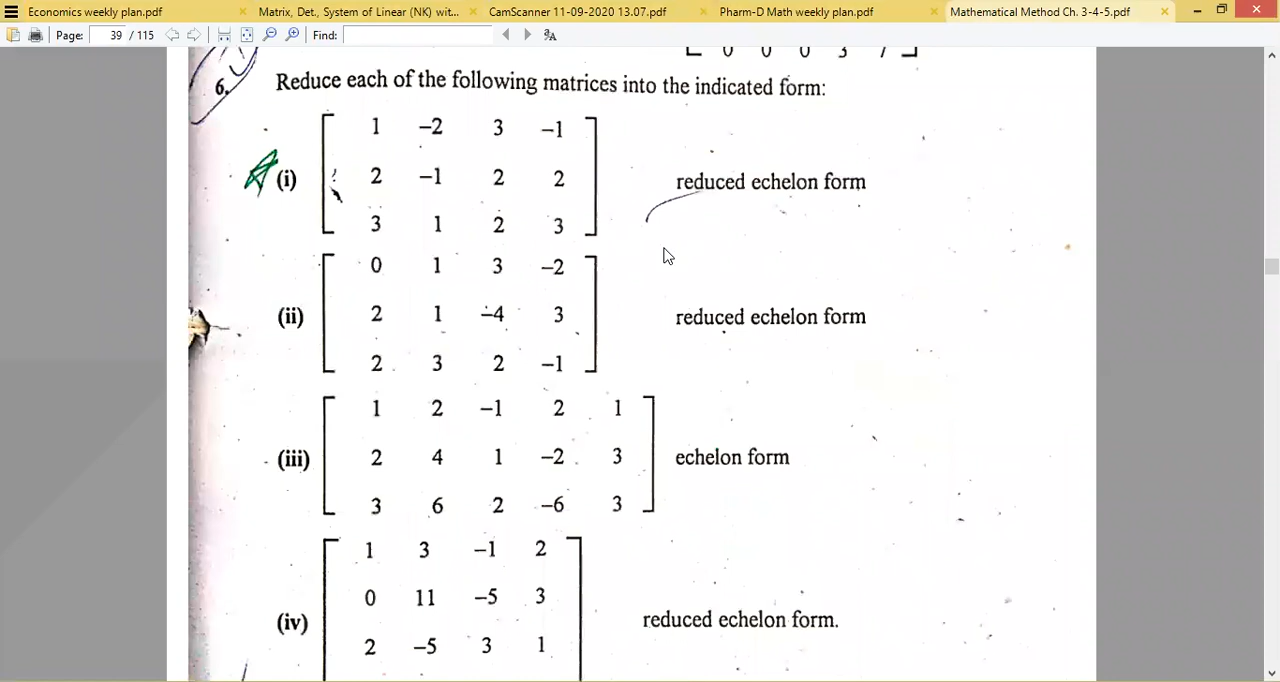 Economics weekly plan.pdf × Matrix, Det., System of Linear (NK) wit... × CamScanner 11-09-2020 13.07.pdf × Pharm-D Math weekly plan.pdf × Mathematical Method Ch. 3-4-5.pdf ×
Page: 39 / 115 Find:
0 0 0 3 7
6. Reduce each of the following matrices into the indicated form:
1 -2 3 -1
(i) 2 -1 2 2 reduced echelon form
3 1 2 3
0 1 3 -2
(ii) 2 1 -4 3 reduced echelon form
2 3 2 -1
1 2 -1 2 1
(iii) 2 4 1 -2 3 echelon form
3 6 2 -6 3
1 3 -1 2
0 11 -5 3
(iv) reduced echelon form.
2 -5 3 1